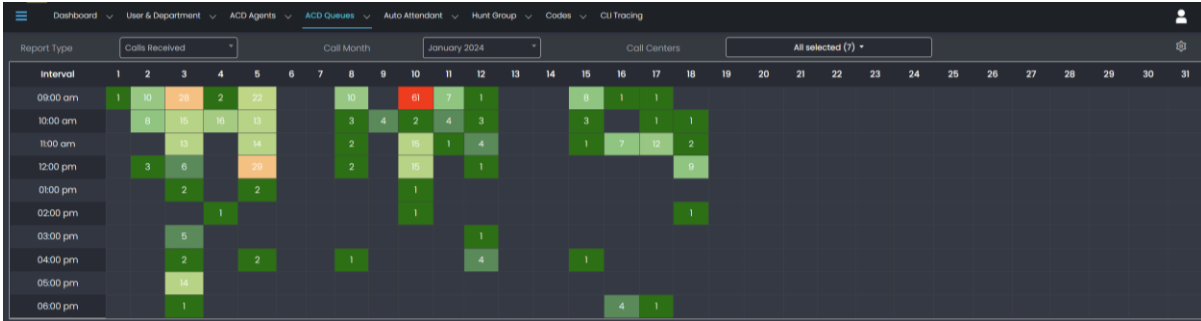 Dashboard User & Department ACD Agents ACD Queues Auto Attendant Hunt Group Codes CLI Tracing
Report Type Calls Received Call Month January 2024 Call Centers All selected (7)
Interval 1 2 3 4 5 6 7 8 9 10 11 12 13 14 15 16 17 18 19 20 21 22 23 24 25 26 27 28 29 30 31
09:00 am 1 10 28 2 22 10 61 7 1 8 1 1
10:00 am 8 15 16 13 3 4 2 4 3 3 1 1
11:00 am 13 14 2 15 1 4 1 7 12 2
12:00 pm 3 6 29 2 15 1 9
01:00 pm 2 2 1
02:00 pm 1 1 1
03:00 pm 5 1
04:00 pm 2 2 1 4 1
05:00 pm 14
06:00 pm 1 4 1